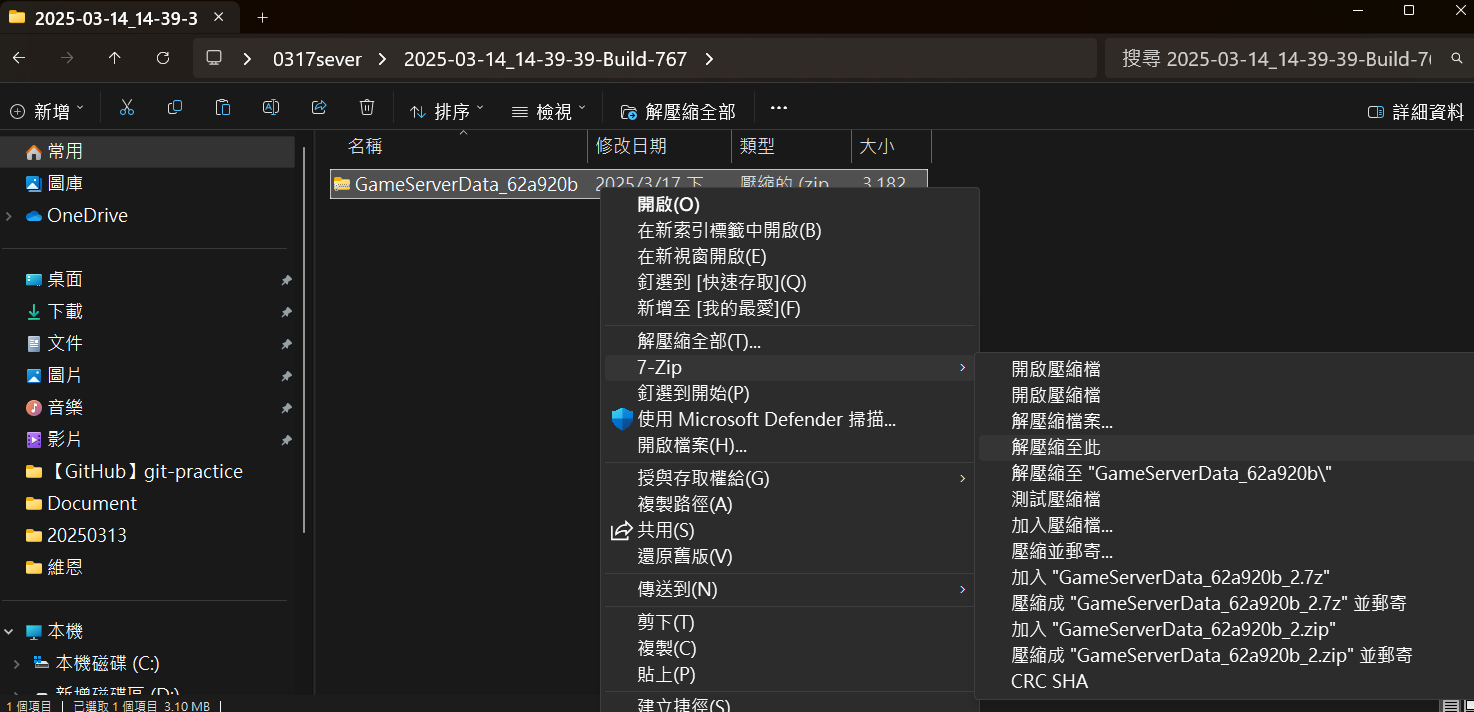 2025-03-14_14-39-3
0317sever
2025-03-14_14-39-39-Build-767
搜尋 2025-03-14_14-39-39-Build-7
新增
排序
檢視
解壓縮全部
詳細資料
名稱
修改日期
類型
大小
GameServerData_62a920b
2025/3/17 下
壓縮的 (zip
3,182
常用
圖庫
OneDrive
桌面
下載
文件
圖片
音樂
影片
【GitHub】git-practice
Document
20250313
維恩
本機
本機磁碟 (C:)
新增磁碟區 (D:)
開啟(O)
在新索引標籤中開啟(B)
在新視窗開啟(E)
釘選到 [快速存取](Q)
新增至 [我的最愛](F)
解壓縮全部(T)...
7-Zip
釘選到開始(P)
使用 Microsoft Defender 掃描...
開啟檔案(H)...
授與存取權給(G)
複製路徑(A)
共用(S)
還原舊版(V)
傳送到(N)
剪下(T)
複製(C)
貼上(P)
建立捷徑(S)
開啟壓縮檔
開啟壓縮檔
解壓縮檔案...
解壓縮至此
解壓縮至 "GameServerData_62a920b\"
測試壓縮檔
加入壓縮檔...
壓縮並郵寄...
加入 "GameServerData_62a920b_2.7z"
壓縮成 "GameServerData_62a920b_2.7z" 並郵寄
加入 "GameServerData_62a920b_2.zip"
壓縮成 "GameServerData_62a920b_2.zip" 並郵寄
CRC SHA
1 個項目
已選取 1 個項目 3.10 MB